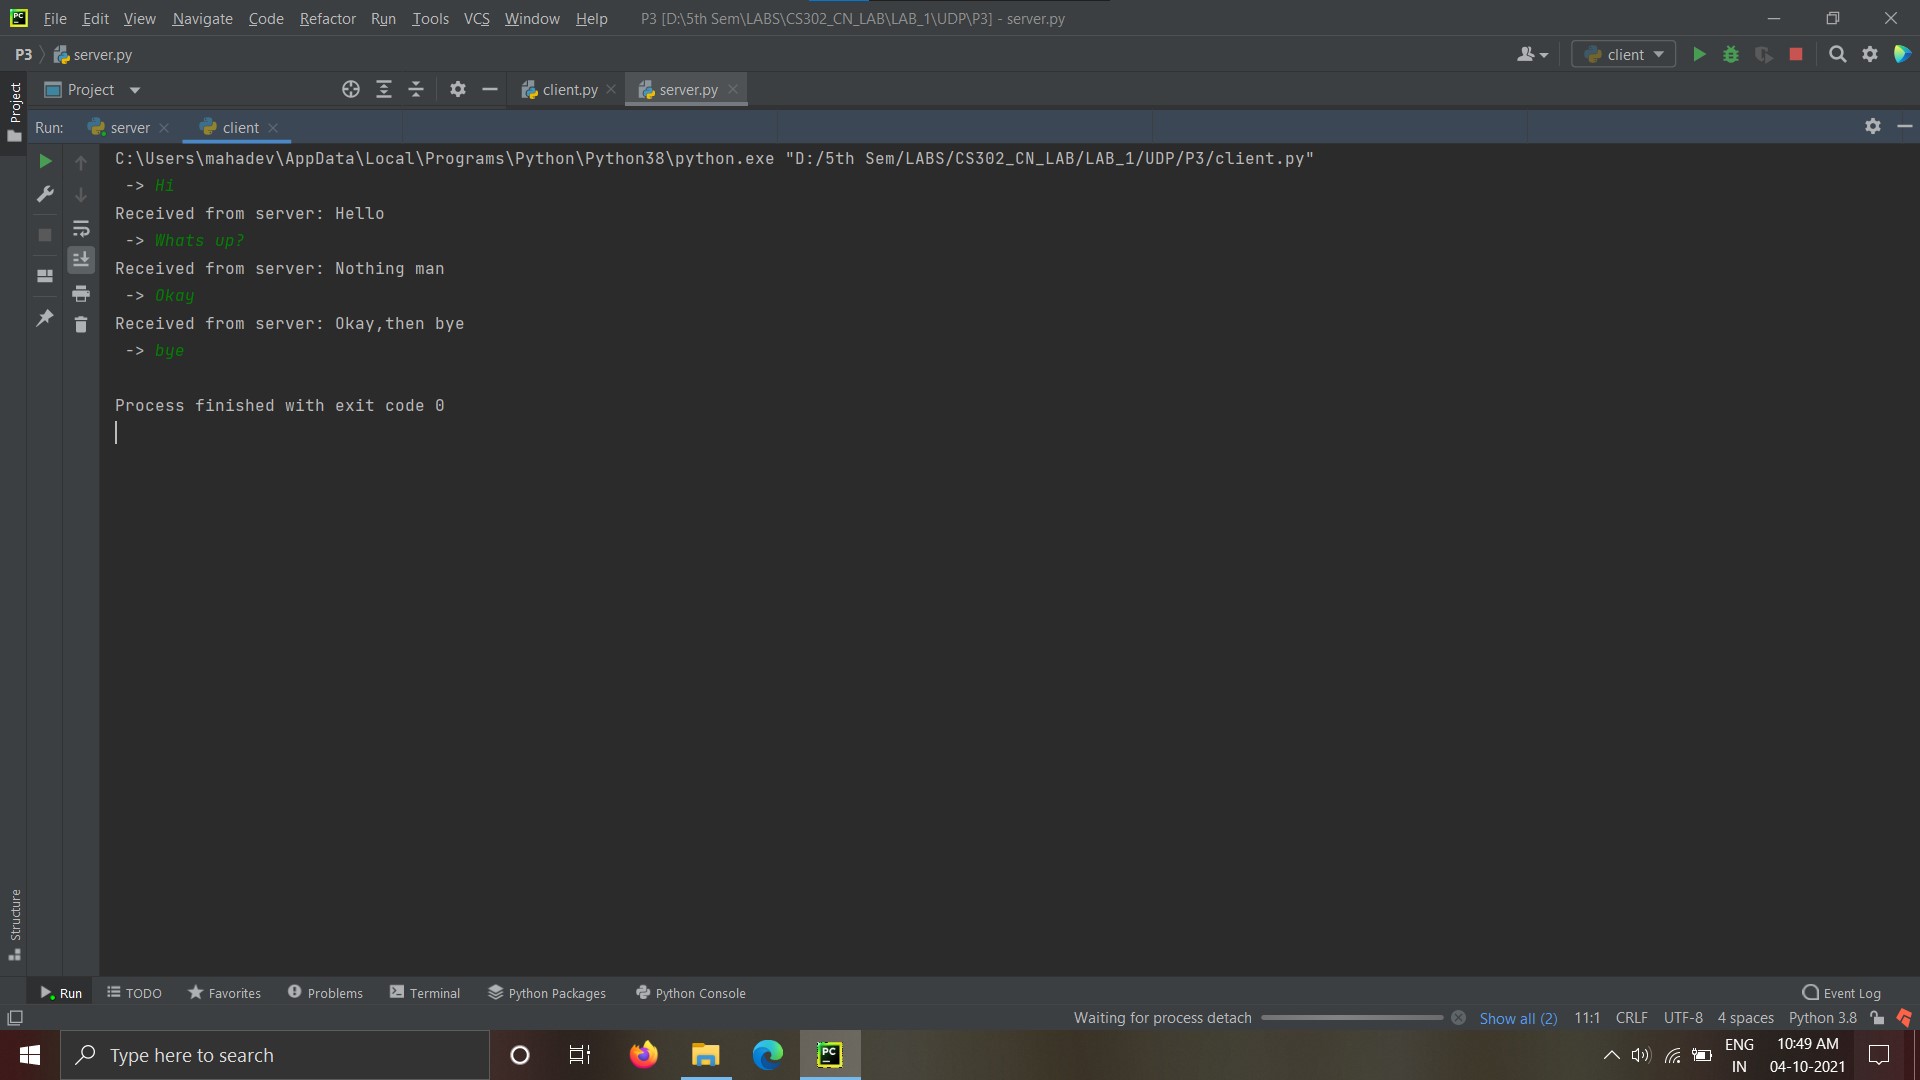 File Edit View Navigate Code Refactor Run Tools VCS Window Help P3 [D:\5th Sem\LABS\CS302_CN_LAB\LAB_1\UDP\P3] - server.py
P3 server.py client
Project client.py server.py
Project
Run: server client
C:\Users\mahadev\AppData\Local\Programs\Python\Python38\python.exe "D:/5th Sem/LABS/CS302_CN_LAB/LAB_1/UDP/P3/client.py"
-> Hi
Received from server: Hello
-> Whats up?
Received from server: Nothing man
-> Okay
Received from server: Okay,then bye
-> bye
Process finished with exit code 0
Structure
Run TODO Favorites Problems Terminal Python Packages Python Console Event Log
Waiting for process detach Show all (2) 11:1 CRLF UTF-8 4 spaces Python 3.8
Type here to search
PC
ENG 10:49 AM
IN 04-10-2021